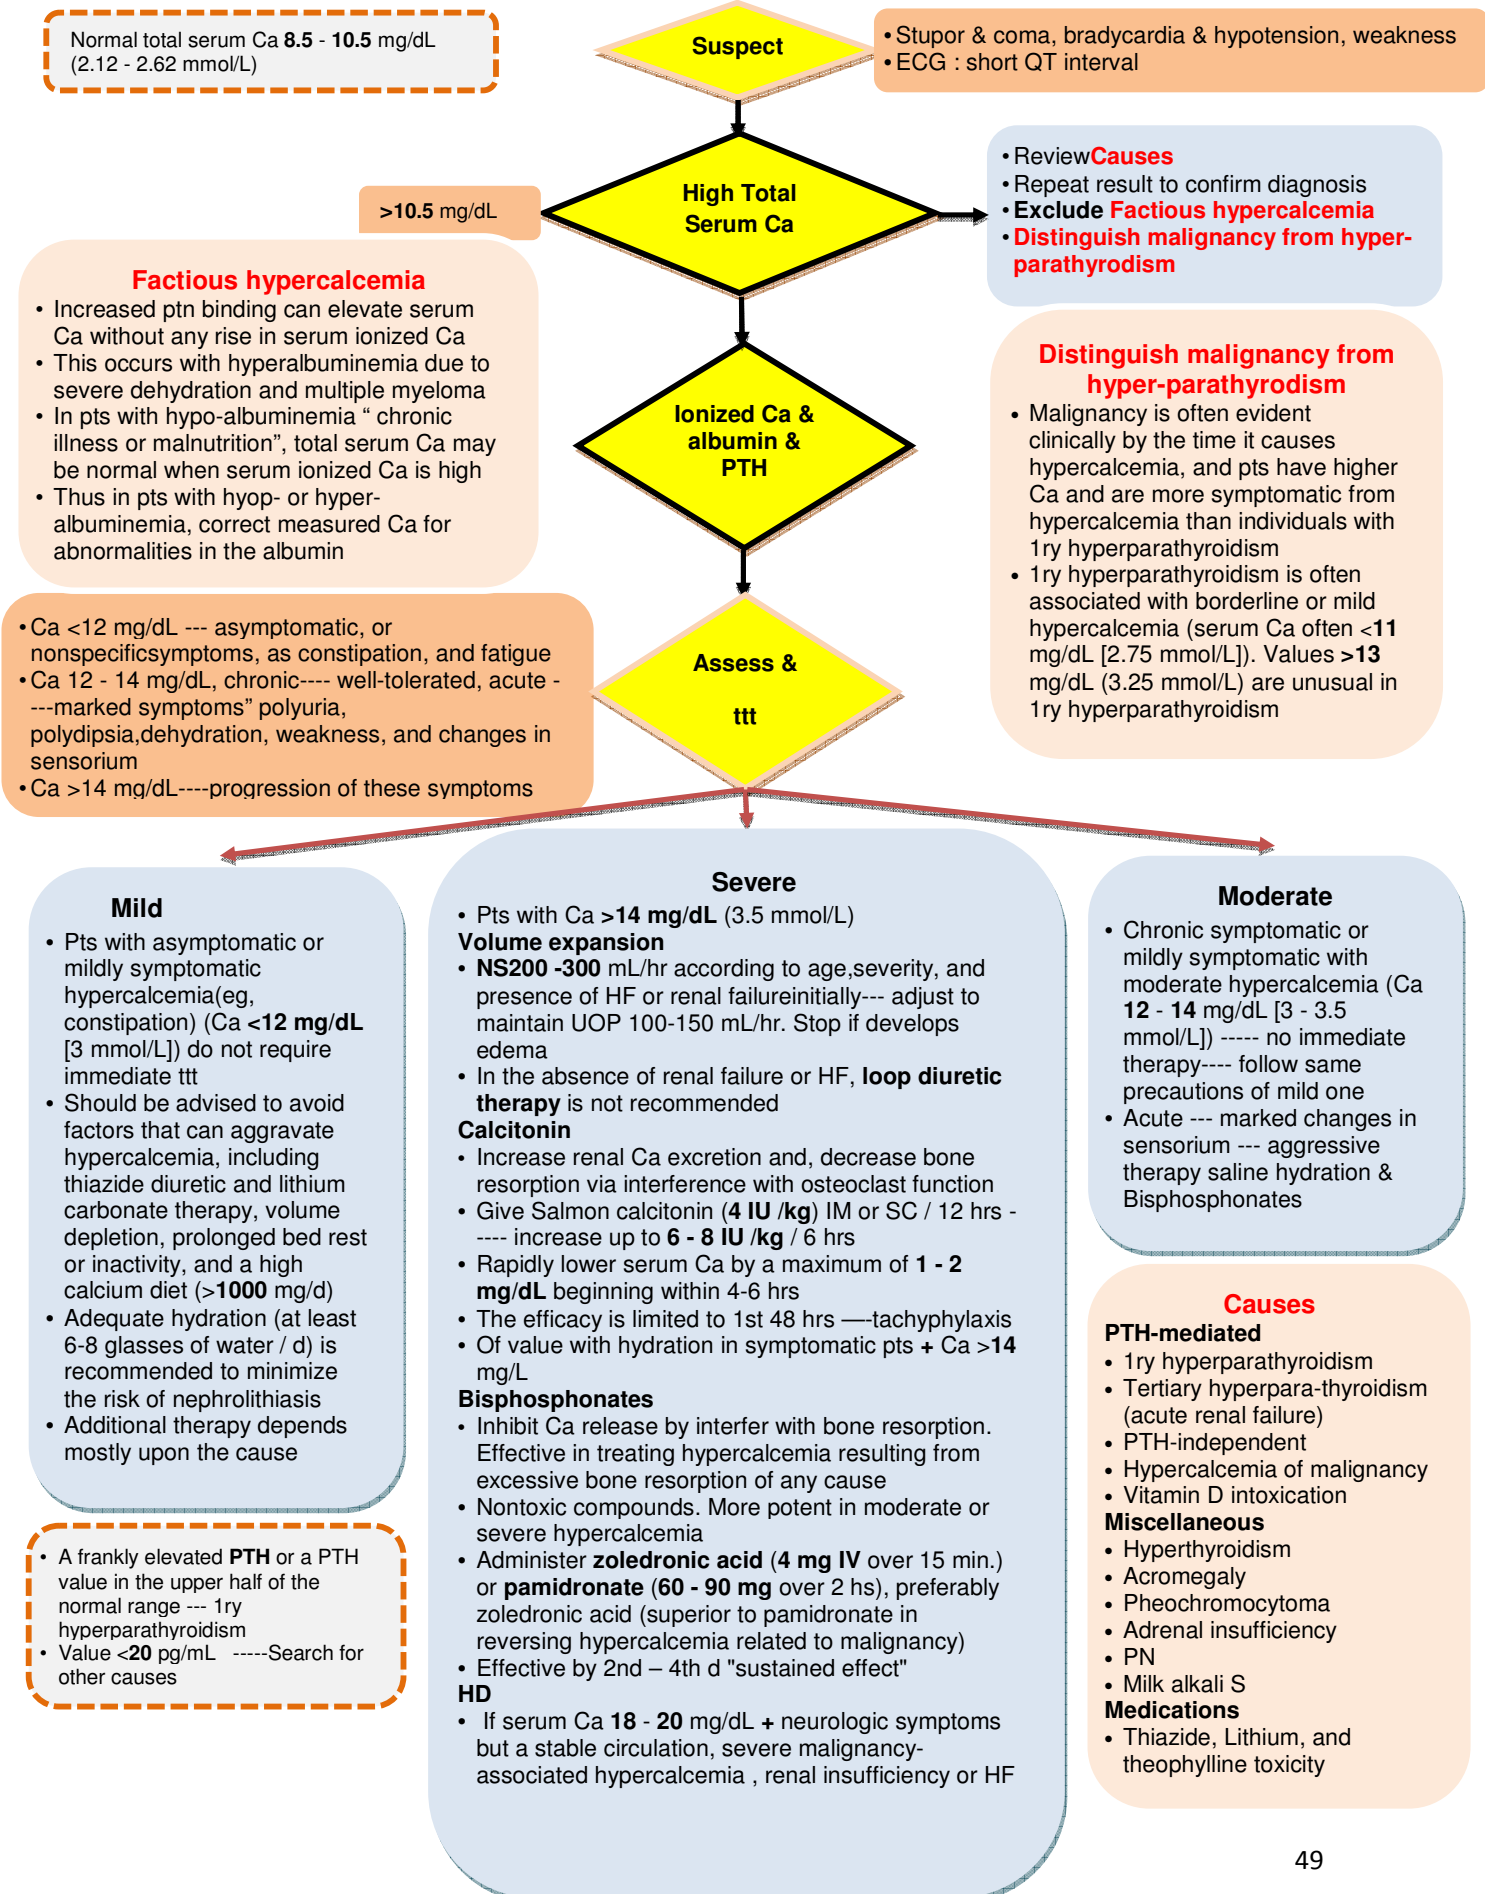 Normal total serum Ca 8.5 - 10.5 mg/dL
(2.12 - 2.62 mmol/L)
Suspect
• Stupor & coma, bradycardia & hypotension, weakness
• ECG : short QT interval
>10.5 mg/dL
High Total
Serum Ca
• ReviewCauses
• Repeat result to confirm diagnosis
• Exclude Factious hypercalcemia
• Distinguish malignancy from hyper-
parathyrodism
Factious hypercalcemia
• Increased ptn binding can elevate serum
Ca without any rise in serum ionized Ca
• This occurs with hyperalbuminemia due to
severe dehydration and multiple myeloma
• In pts with hypo-albuminemia “ chronic
illness or malnutrition”, total serum Ca may
be normal when serum ionized Ca is high
• Thus in pts with hyop- or hyper-
albuminemia, correct measured Ca for
abnormalities in the albumin
Ionized Ca &
albumin &
PTH
Distinguish malignancy from
hyper-parathyrodism
• Malignancy is often evident
clinically by the time it causes
hypercalcemia, and pts have higher
Ca and are more symptomatic from
hypercalcemia than individuals with
1ry hyperparathyroidism
• 1ry hyperparathyroidism is often
associated with borderline or mild
hypercalcemia (serum Ca often <11
mg/dL [2.75 mmol/L]). Values >13
mg/dL (3.25 mmol/L) are unusual in
1ry hyperparathyroidism
• Ca <12 mg/dL --- asymptomatic, or
nonspecificsymptoms, as constipation, and fatigue
• Ca 12 - 14 mg/dL, chronic---- well-tolerated, acute -
---marked symptoms” polyuria,
polydipsia,dehydration, weakness, and changes in
sensorium
• Ca >14 mg/dL----progression of these symptoms
Assess &
ttt
Mild
• Pts with asymptomatic or
mildly symptomatic
hypercalcemia(eg,
constipation) (Ca <12 mg/dL
[3 mmol/L]) do not require
immediate ttt
• Should be advised to avoid
factors that can aggravate
hypercalcemia, including
thiazide diuretic and lithium
carbonate therapy, volume
depletion, prolonged bed rest
or inactivity, and a high
calcium diet (>1000 mg/d)
• Adequate hydration (at least
6-8 glasses of water / d) is
recommended to minimize
the risk of nephrolithiasis
• Additional therapy depends
mostly upon the cause
• A frankly elevated PTH or a PTH
value in the upper half of the
normal range --- 1ry
hyperparathyroidism
• Value <20 pg/mL -----Search for
other causes
Severe
• Pts with Ca >14 mg/dL (3.5 mmol/L)
Volume expansion
• NS200 -300 mL/hr according to age,severity, and
presence of HF or renal failureinitially--- adjust to
maintain UOP 100-150 mL/hr. Stop if develops
edema
• In the absence of renal failure or HF, loop diuretic
therapy is not recommended
Calcitonin
• Increase renal Ca excretion and, decrease bone
resorption via interference with osteoclast function
• Give Salmon calcitonin (4 IU /kg) IM or SC / 12 hrs -
---- increase up to 6 - 8 IU /kg / 6 hrs
• Rapidly lower serum Ca by a maximum of 1 - 2
mg/dL beginning within 4-6 hrs
• The efficacy is limited to 1st 48 hrs —-tachyphylaxis
• Of value with hydration in symptomatic pts + Ca >14
mg/L
Bisphosphonates
• Inhibit Ca release by interfer with bone resorption.
Effective in treating hypercalcemia resulting from
excessive bone resorption of any cause
• Nontoxic compounds. More potent in moderate or
severe hypercalcemia
• Administer zoledronic acid (4 mg IV over 15 min.)
or pamidronate (60 - 90 mg over 2 hs), preferably
zoledronic acid (superior to pamidronate in
reversing hypercalcemia related to malignancy)
• Effective by 2nd – 4th d "sustained effect"
HD
• If serum Ca 18 - 20 mg/dL + neurologic symptoms
but a stable circulation, severe malignancy-
associated hypercalcemia , renal insufficiency or HF
Moderate
• Chronic symptomatic or
mildly symptomatic with
moderate hypercalcemia (Ca
12 - 14 mg/dL [3 - 3.5
mmol/L]) ----- no immediate
therapy---- follow same
precautions of mild one
• Acute --- marked changes in
sensorium --- aggressive
therapy saline hydration &
Bisphosphonates
Causes
PTH-mediated
• 1ry hyperparathyroidism
• Tertiary hyperpara-thyroidism
(acute renal failure)
• PTH-independent
• Hypercalcemia of malignancy
• Vitamin D intoxication
Miscellaneous
• Hyperthyroidism
• Acromegaly
• Pheochromocytoma
• Adrenal insufficiency
• PN
• Milk alkali S
Medications
• Thiazide, Lithium, and
theophylline toxicity
49